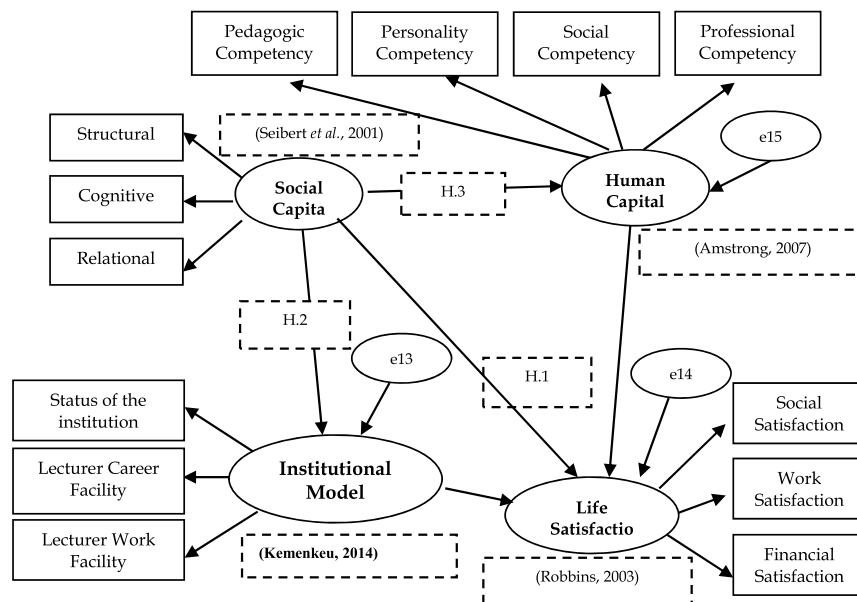 Pedagogic
Competency
Personality
Competency
Social
Competency
Professional
Competency
Structural
(Seibert et al., 2001)
e15
Cognitive
Social
Capita
H.3
Human
Capital
Relational
(Amstrong, 2007)
H.2
e13
H.1
e14
Status of the
institution
Social
Satisfaction
Lecturer Career
Facility
Institutional
Model
Work
Satisfaction
Life
Satisfactio
Lecturer Work
Facility
(Kemenkeu, 2014)
(Robbins, 2003)
Financial
Satisfaction